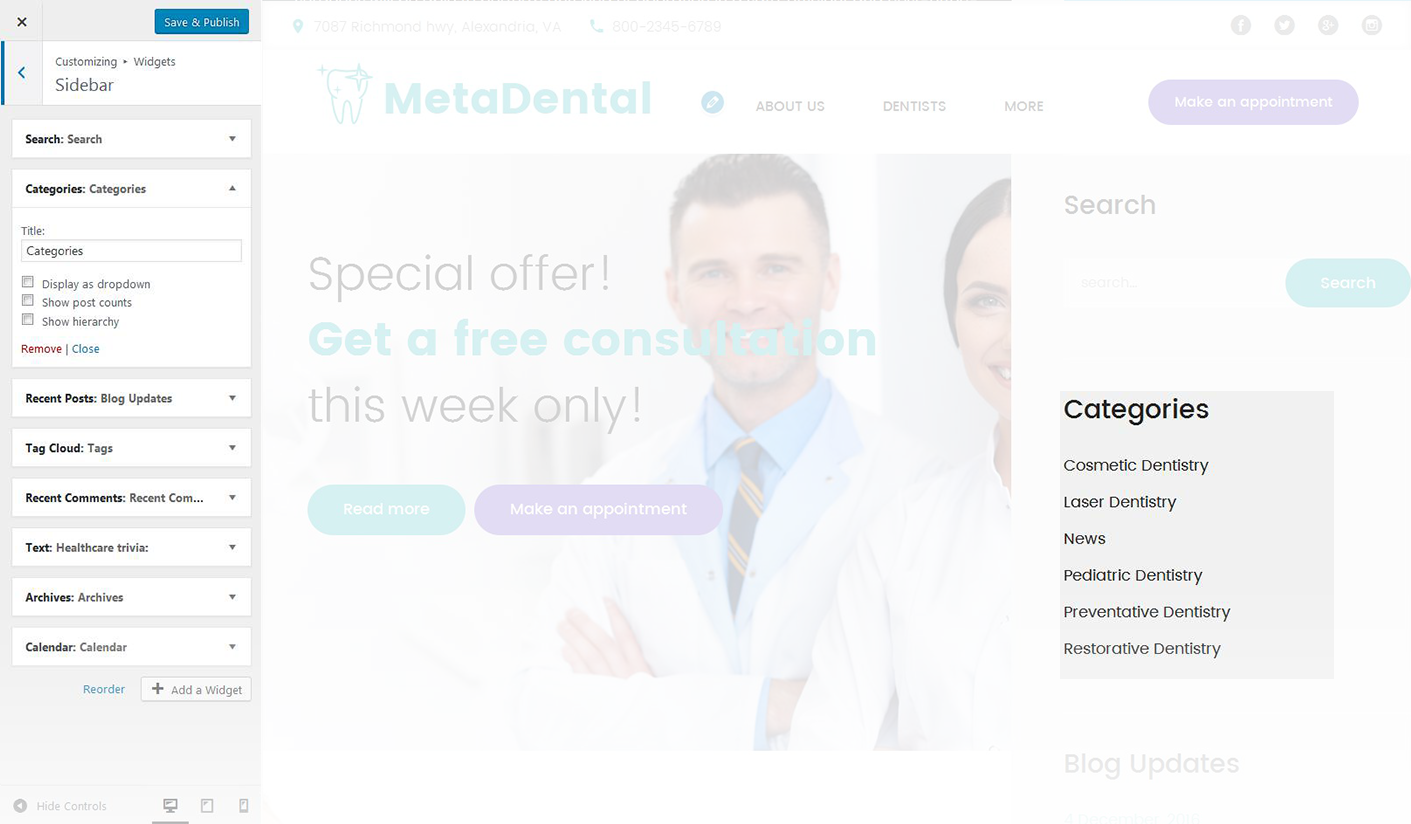 Save & Publish
Customizing ▸ Widgets
Sidebar
Search: Search
Categories: Categories
Title:
Categories
Display as dropdown
Show post counts
Show hierarchy
Remove | Close
Recent Posts: Blog Updates
Tag Cloud: Tags
Recent Comments: Recent Com...
Text: Healthcare trivia:
Archives: Archives
Calendar: Calendar
Reorder
Add a Widget
Hide Controls
7087 Richmond hwy, Alexandria, VA
800-2345-6789
MetaDental
ABOUT US
DENTISTS
MORE
Make an appointment
Special offer!
Get a free consultation
this week only!
Read more
Make an appointment
Search
search...
Search
Categories
Cosmetic Dentistry
Laser Dentistry
News
Pediatric Dentistry
Preventative Dentistry
Restorative Dentistry
Blog Updates
4 December, 2016